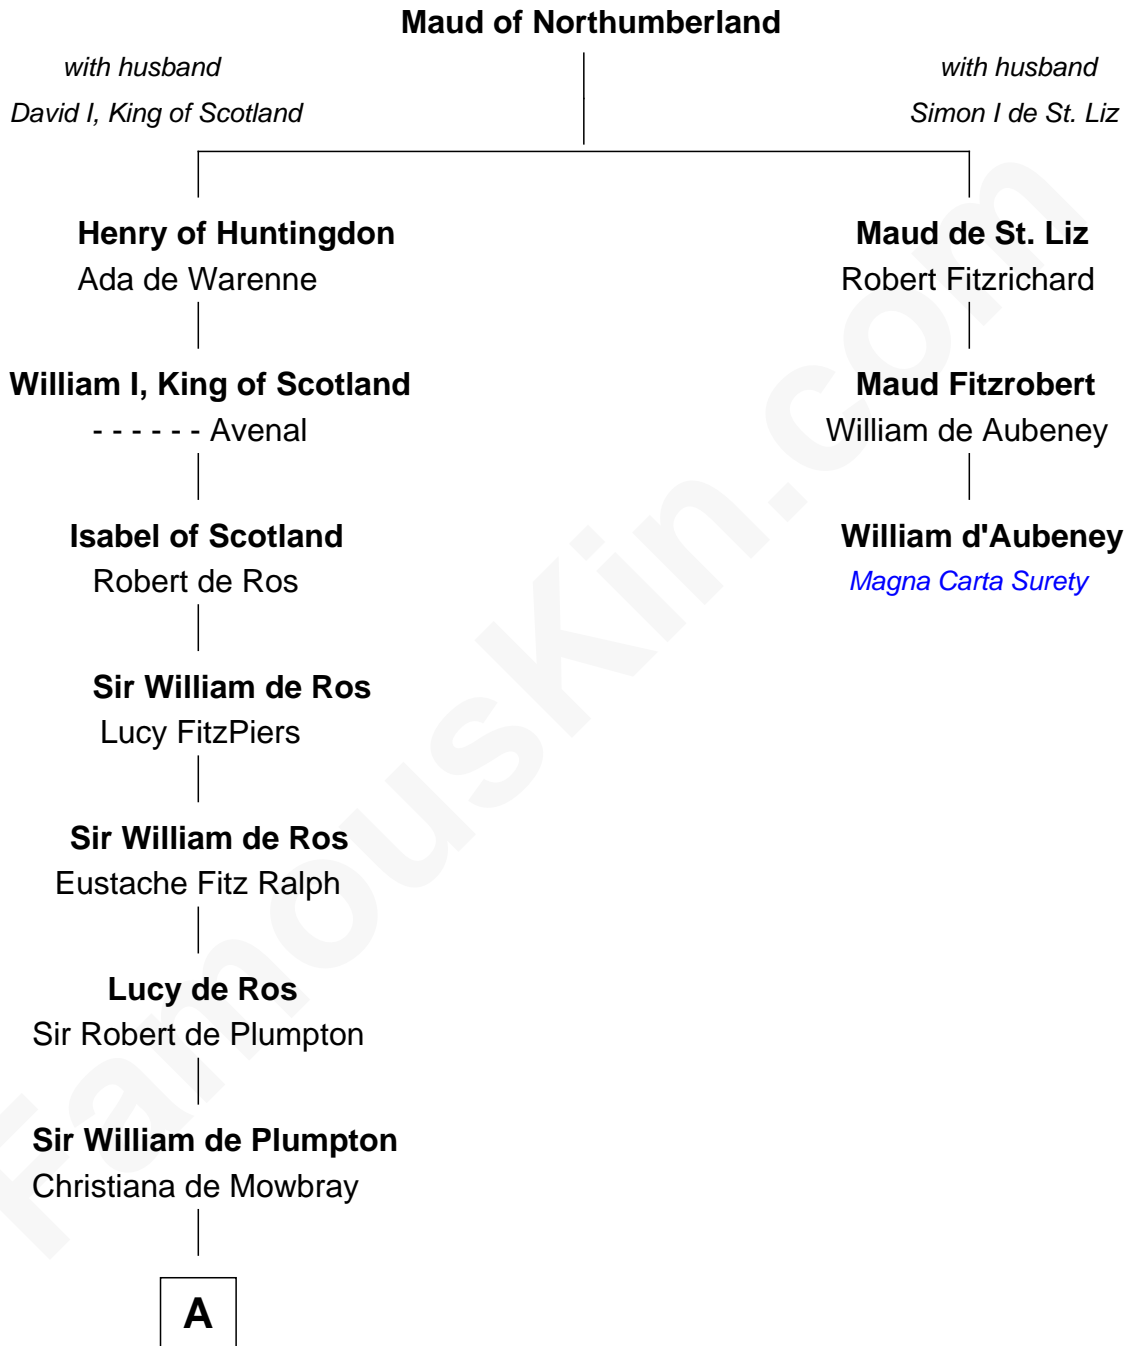 Maud of Northumberland
with husband
David I, King of Scotland
with husband
Simon I de St. Liz
Henry of Huntingdon
Ada de Warenne
Maud de St. Liz
Robert Fitzrichard
William I, King of Scotland
- - - - - - Avenal
Maud Fitzrobert
William de Aubeney
Isabel of Scotland
Robert de Ros
William d'Aubeney
Magna Carta Surety
Sir William de Ros
Lucy FitzPiers
Sir William de Ros
Eustache Fitz Ralph
Lucy de Ros
Sir Robert de Plumpton
Sir William de Plumpton
Christiana de Mowbray
A
FamousKin.com